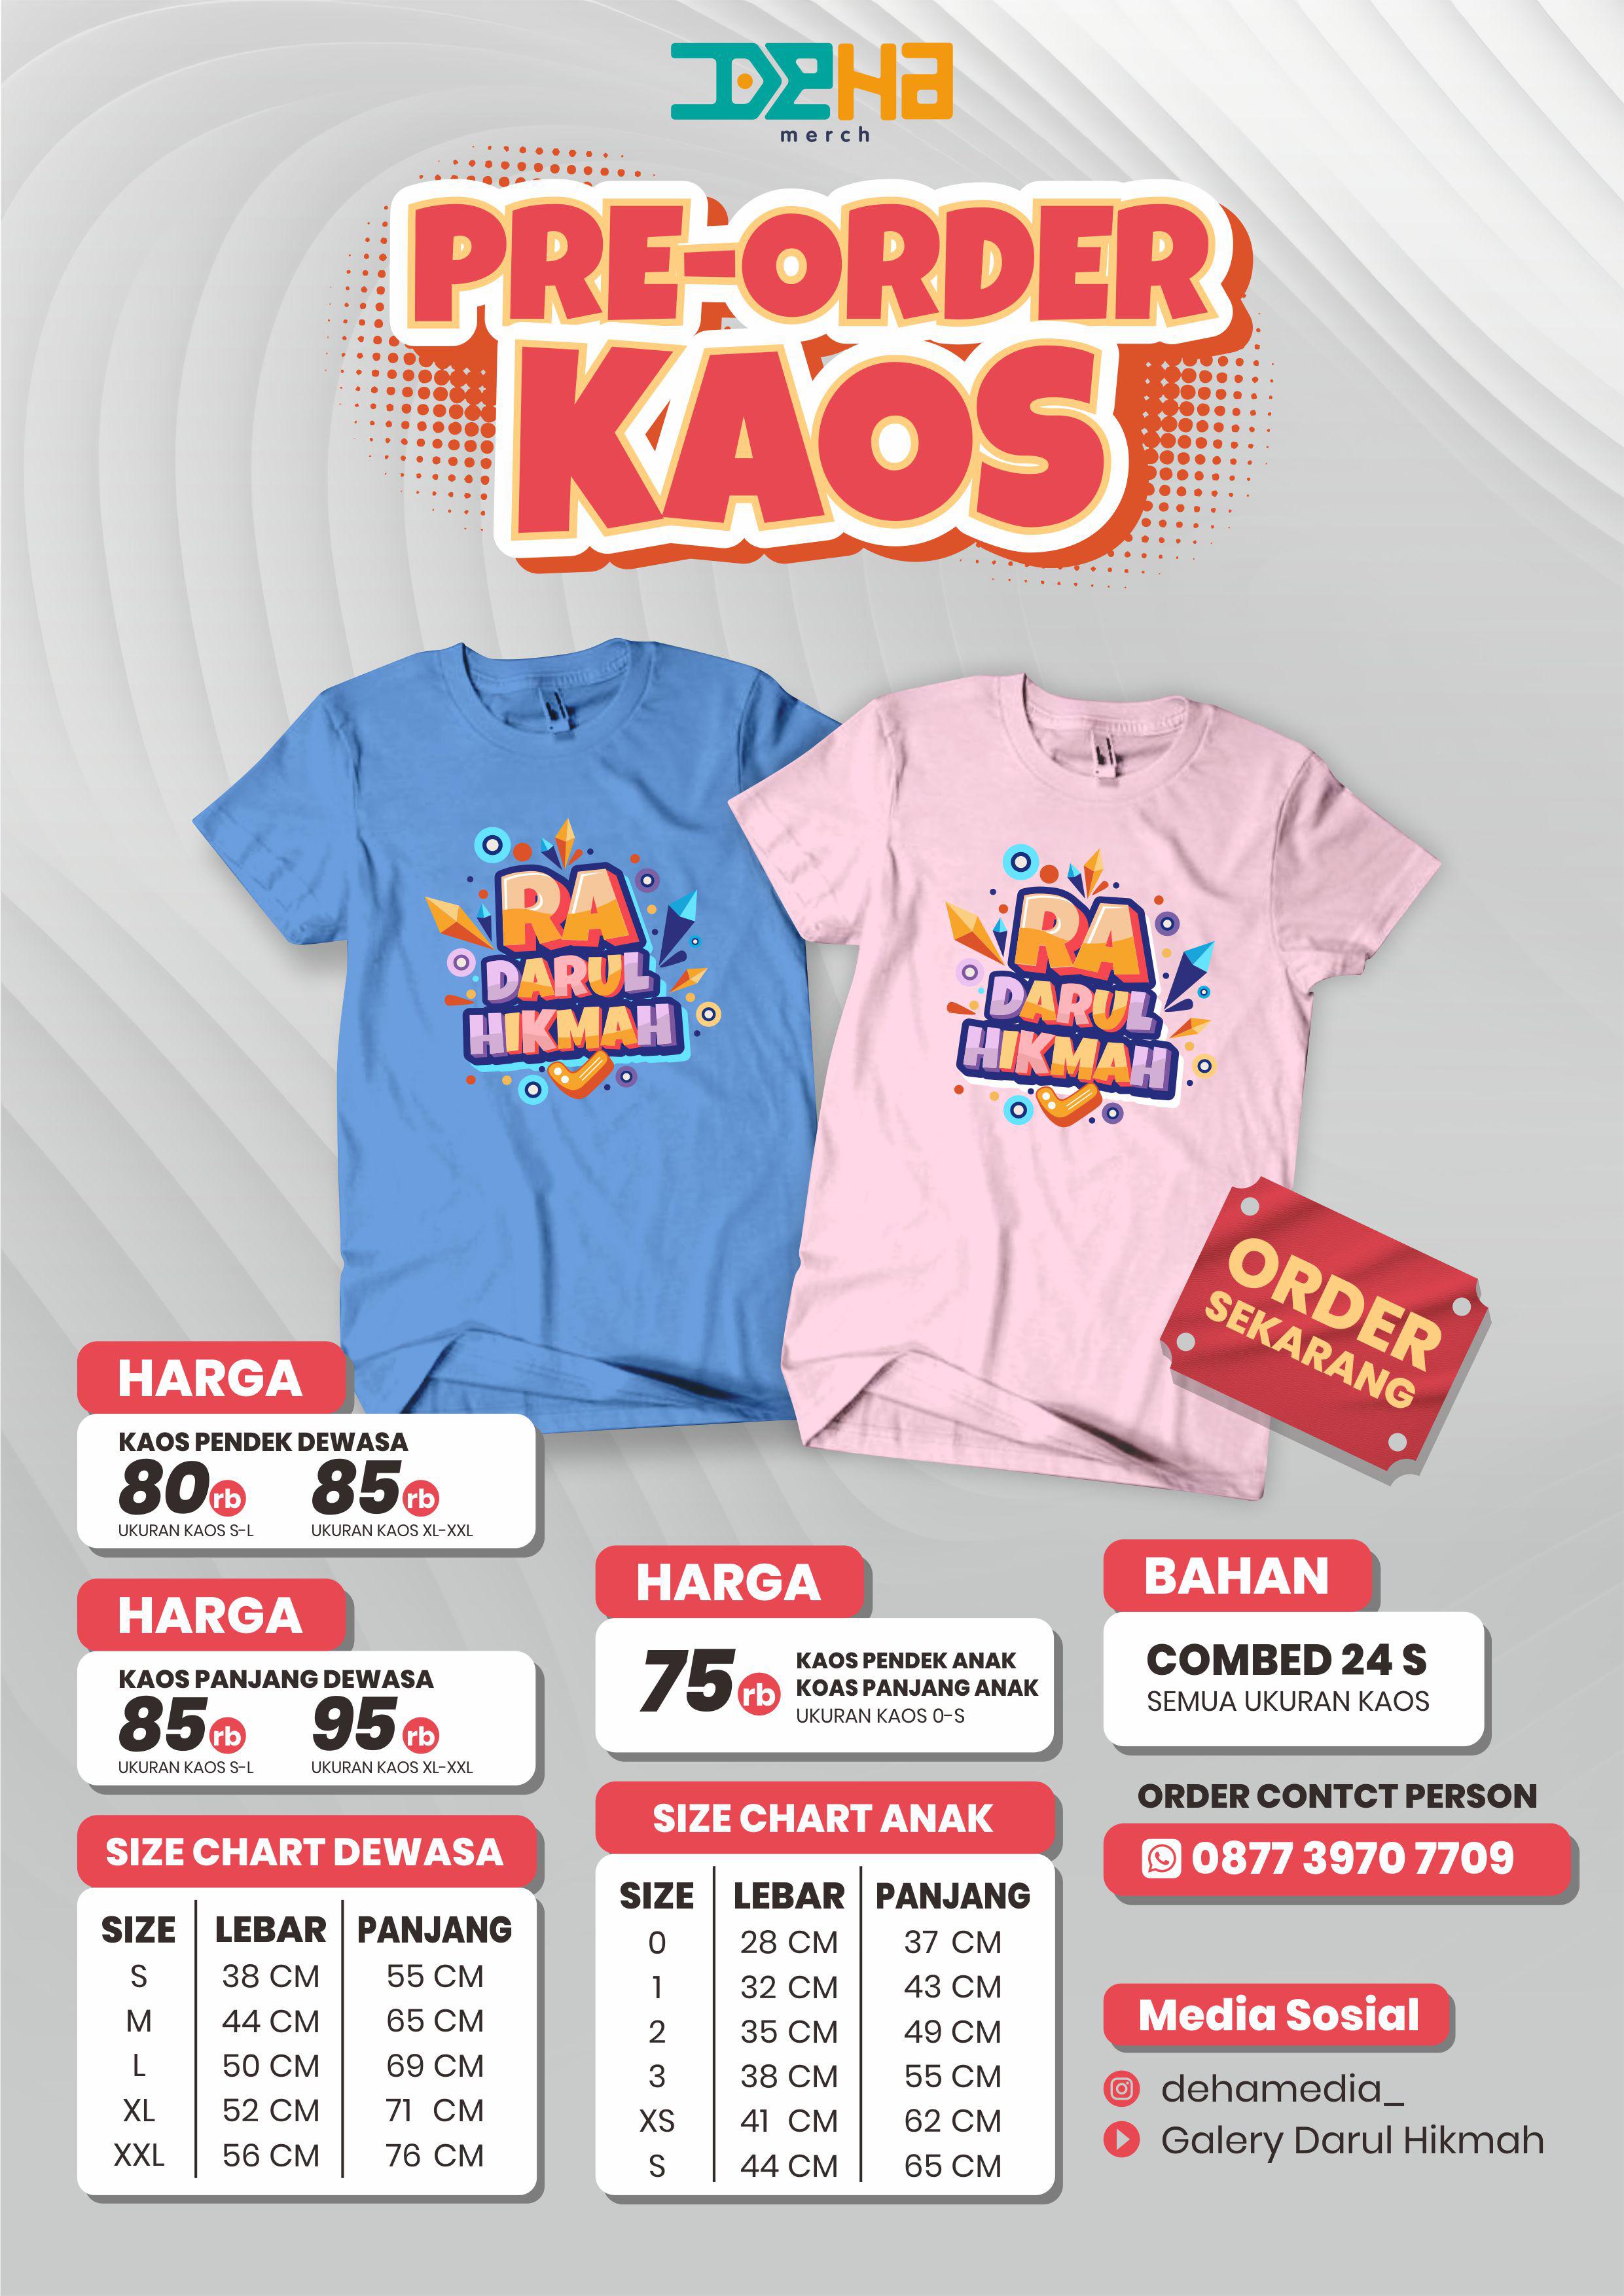 DEHA
merch
PRE-ORDER
KAOS
RA
DARUL
HIKMAH
RA
DARUL
HIKMAH
ORDER
SEKARANG
HARGA
KAOS PENDEK DEWASA
80rb 85rb
UKURAN KAOS S-L UKURAN KAOS XL-XXL
HARGA
KAOS PANJANG DEWASA
85rb 95rb
UKURAN KAOS S-L UKURAN KAOS XL-XXL
SIZE CHART DEWASA
SIZE LEBAR PANJANG
S 38 CM 55 CM
M 44 CM 65 CM
L 50 CM 69 CM
XL 52 CM 71 CM
XXL 56 CM 76 CM
HARGA
75rb
KAOS PENDEK ANAK
KOAS PANJANG ANAK
UKURAN KAOS 0-S
SIZE CHART ANAK
SIZE LEBAR PANJANG
0 28 CM 37 CM
1 32 CM 43 CM
2 35 CM 49 CM
3 38 CM 55 CM
XS 41 CM 62 CM
S 44 CM 65 CM
BAHAN
COMBED 24 S
SEMUA UKURAN KAOS
ORDER CONTCT PERSON
0877 3970 7709
Media Sosial
dehamedia_
Galery Darul Hikmah